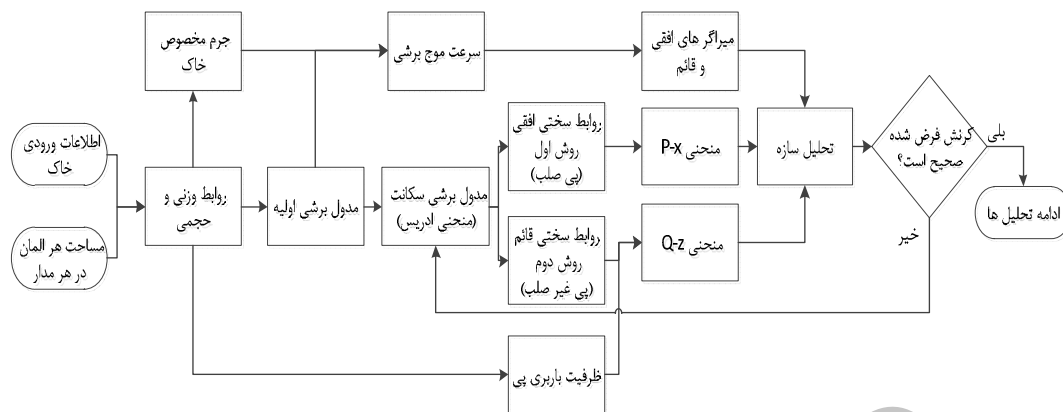 جرم مخصوص
خاک
سرعت موج برشی
میراگر های افقی
و قائم
اطلاعات ورودی
خاک
مساحت هر المان
در هر مدار
روابط وزنی و
حجمی
مدول برشی اولیه
مدول برشی سکانت
(منحنی ادریس)
روابط سختی افقی
روش اول
(پی صلب)
روابط سختی قائم
روش دوم
(پی غیر صلب)
منحنی P-x
منحنی Q-z
تحلیل سازه
کرنش فرض شده
صحیح است؟
بلی
خیر
ادامه تحلیل ها
ظرفیت باربری پی